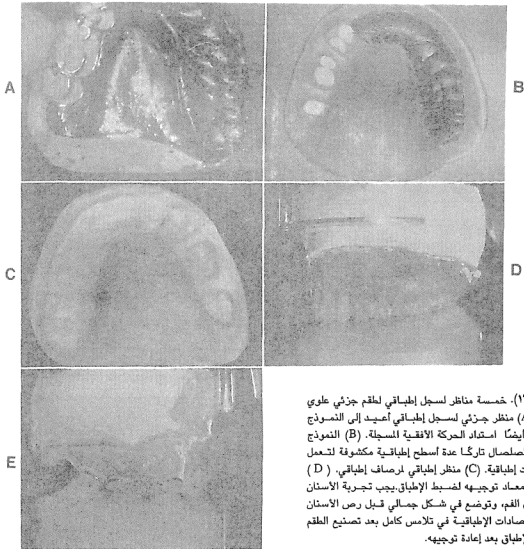 A
B
C
D
E
١٢). خمسة مناظر لسجل إطباقي لطقم جزئي علوي
A) منظر جزئي لسجل إطباقي أعيد إلى النموذج
أيضًا امتداد الحركة الأفقية المسجلة. (B) النموذج
صلصال تاركًا عدة أسطح إطباقية مكشوفة لتعمل
إطباقية. (C) منظر إطباقي لرصاف إطباقي. ( D )
معاد توجيهه لضبط الإطباق.يجب تجربة الأسنان
الفم، وتوضع في شكل جمالي قبل رص الأسنان
صادات الإطباقية في تلامس كامل بعد تصنيع الطقم
إطباق بعد إعادة توجيهه.